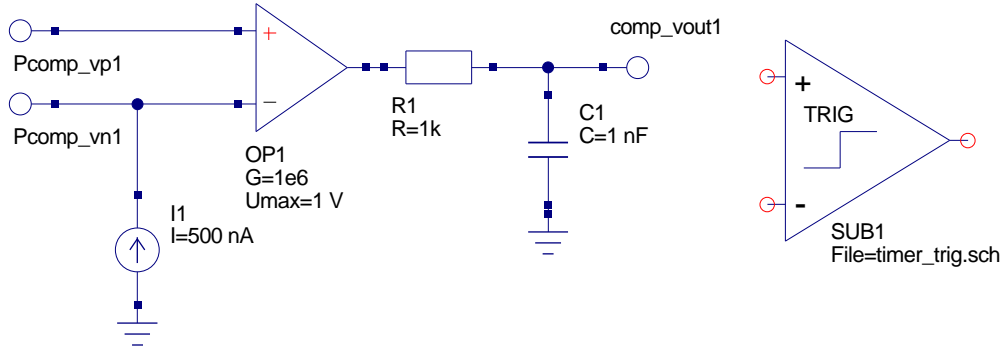 comp_vout1
Pcomp_vp1
+
+
TRIG
R1
R=1k
C1
C=1 nF
Pcomp_vn1
−
OP1
G=1e6
Umax=1 V
-
I1
I=500 nA
SUB1
File=timer_trig.sch